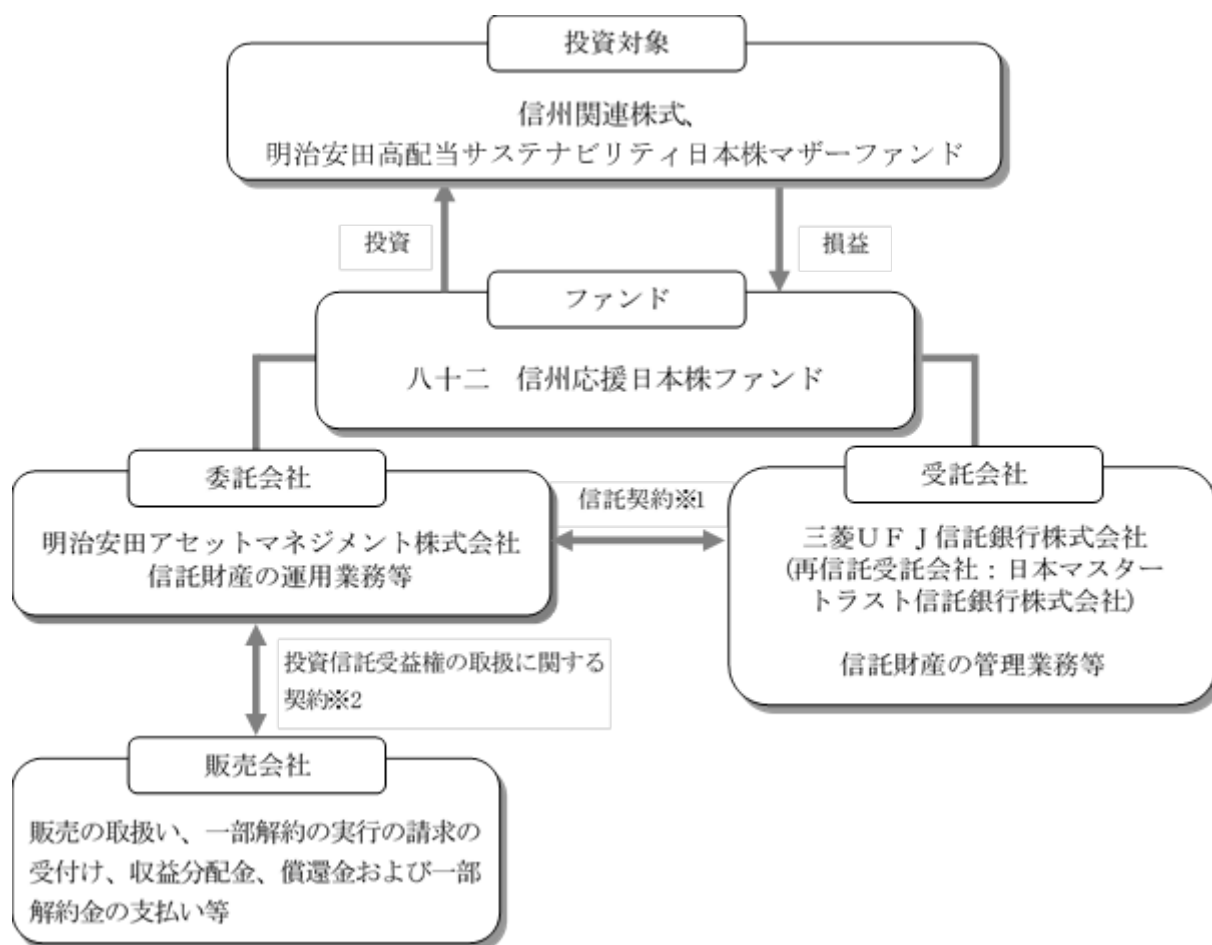 投資対象
信州関連株式、
明治安田高配当サステナビリティ日本株マザーファンド
投資
損益
ファンド
八十二　信州応援日本株ファンド
委託会社
明治安田アセットマネジメント株式会社
信託財産の運用業務等
信託契約※1
受託会社
三菱ＵＦＪ信託銀行株式会社
(再信託受託会社：日本マスター
トラスト信託銀行株式会社)
信託財産の管理業務等
投資信託受益権の取扱に関する
契約※2
販売会社
販売の取扱い、一部解約の実行の請求の
受付け、収益分配金、償還金および一部
解約金の支払い等